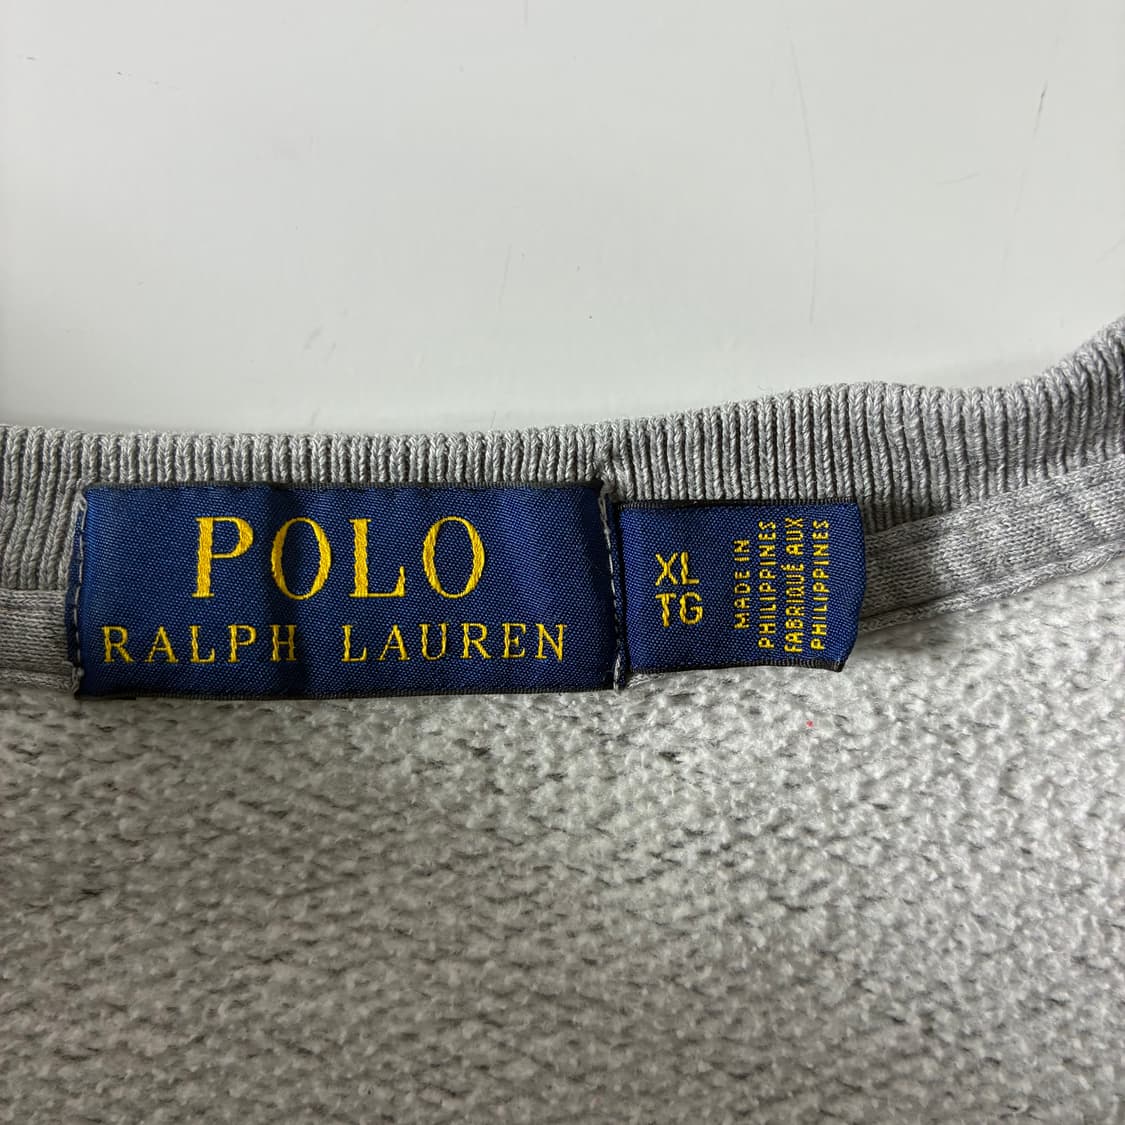 POLO
RALPH LAUREN
XL
TG
MADE IN
PHILIPPINES
FABRIQUÉ AUX
PHILIPPINES